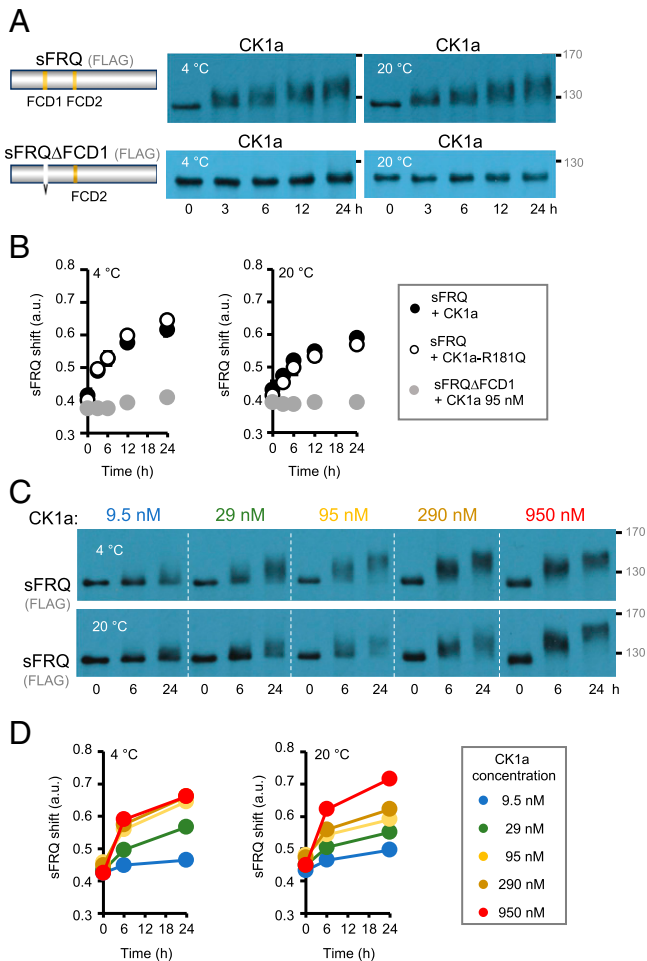 A
sFRQ (FLAG)
FCD1 FCD2
CK1a CK1a
4 °C 20 °C
170
130
sFRQΔFCD1 (FLAG)
FCD2
CK1a CK1a
4 °C 20 °C
130
0 3 6 12 24 h 0 3 6 12 24 h
B
sFRQ shift (a.u.)
0.8
0.7
0.6
0.5
0.4
0.3
4 °C
0 6 12 18 24
Time (h)
sFRQ shift (a.u.)
0.8
0.7
0.6
0.5
0.4
0.3
20 °C
0 6 12 18 24
Time (h)
sFRQ
+ CK1a
sFRQ
+ CK1a-R181Q
sFRQΔFCD1
+ CK1a 95 nM
C
CK1a: 9.5 nM 29 nM 95 nM 290 nM 950 nM
4 °C
170
130
sFRQ
(FLAG)
20 °C
170
130
sFRQ
(FLAG)
0 6 24 0 6 24 0 6 24 0 6 24 0 6 24 h
D
sFRQ shift (a.u.)
0.8
0.7
0.6
0.5
0.4
0.3
4 °C
0 6 12 18 24
Time (h)
sFRQ shift (a.u.)
0.8
0.7
0.6
0.5
0.4
0.3
20 °C
0 6 12 18 24
Time (h)
CK1a
concentration
9.5 nM
29 nM
95 nM
290 nM
950 nM